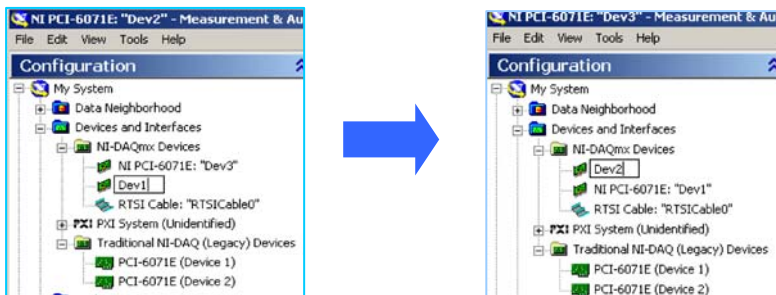 NI PCI-6071E: "Dev2" - Measurement & Au
File Edit View Tools Help
Configuration
My System
Data Neighborhood
Devices and Interfaces
NI-DAQmx Devices
NI PCI-6071E: "Dev3"
Dev1
RTSI Cable: "RTSICable0"
PXI PXI System (Unidentified)
Traditional NI-DAQ (Legacy) Devices
PCI-6071E (Device 1)
PCI-6071E (Device 2)
NI PCI-6071E: "Dev3" - Measurement & Au
File Edit View Tools Help
Configuration
My System
Data Neighborhood
Devices and Interfaces
NI-DAQmx Devices
Dev2
NI PCI-6071E: "Dev1"
RTSI Cable: "RTSICable0"
PXI PXI System (Unidentified)
Traditional NI-DAQ (Legacy) Devices
PCI-6071E (Device 1)
PCI-6071E (Device 2)